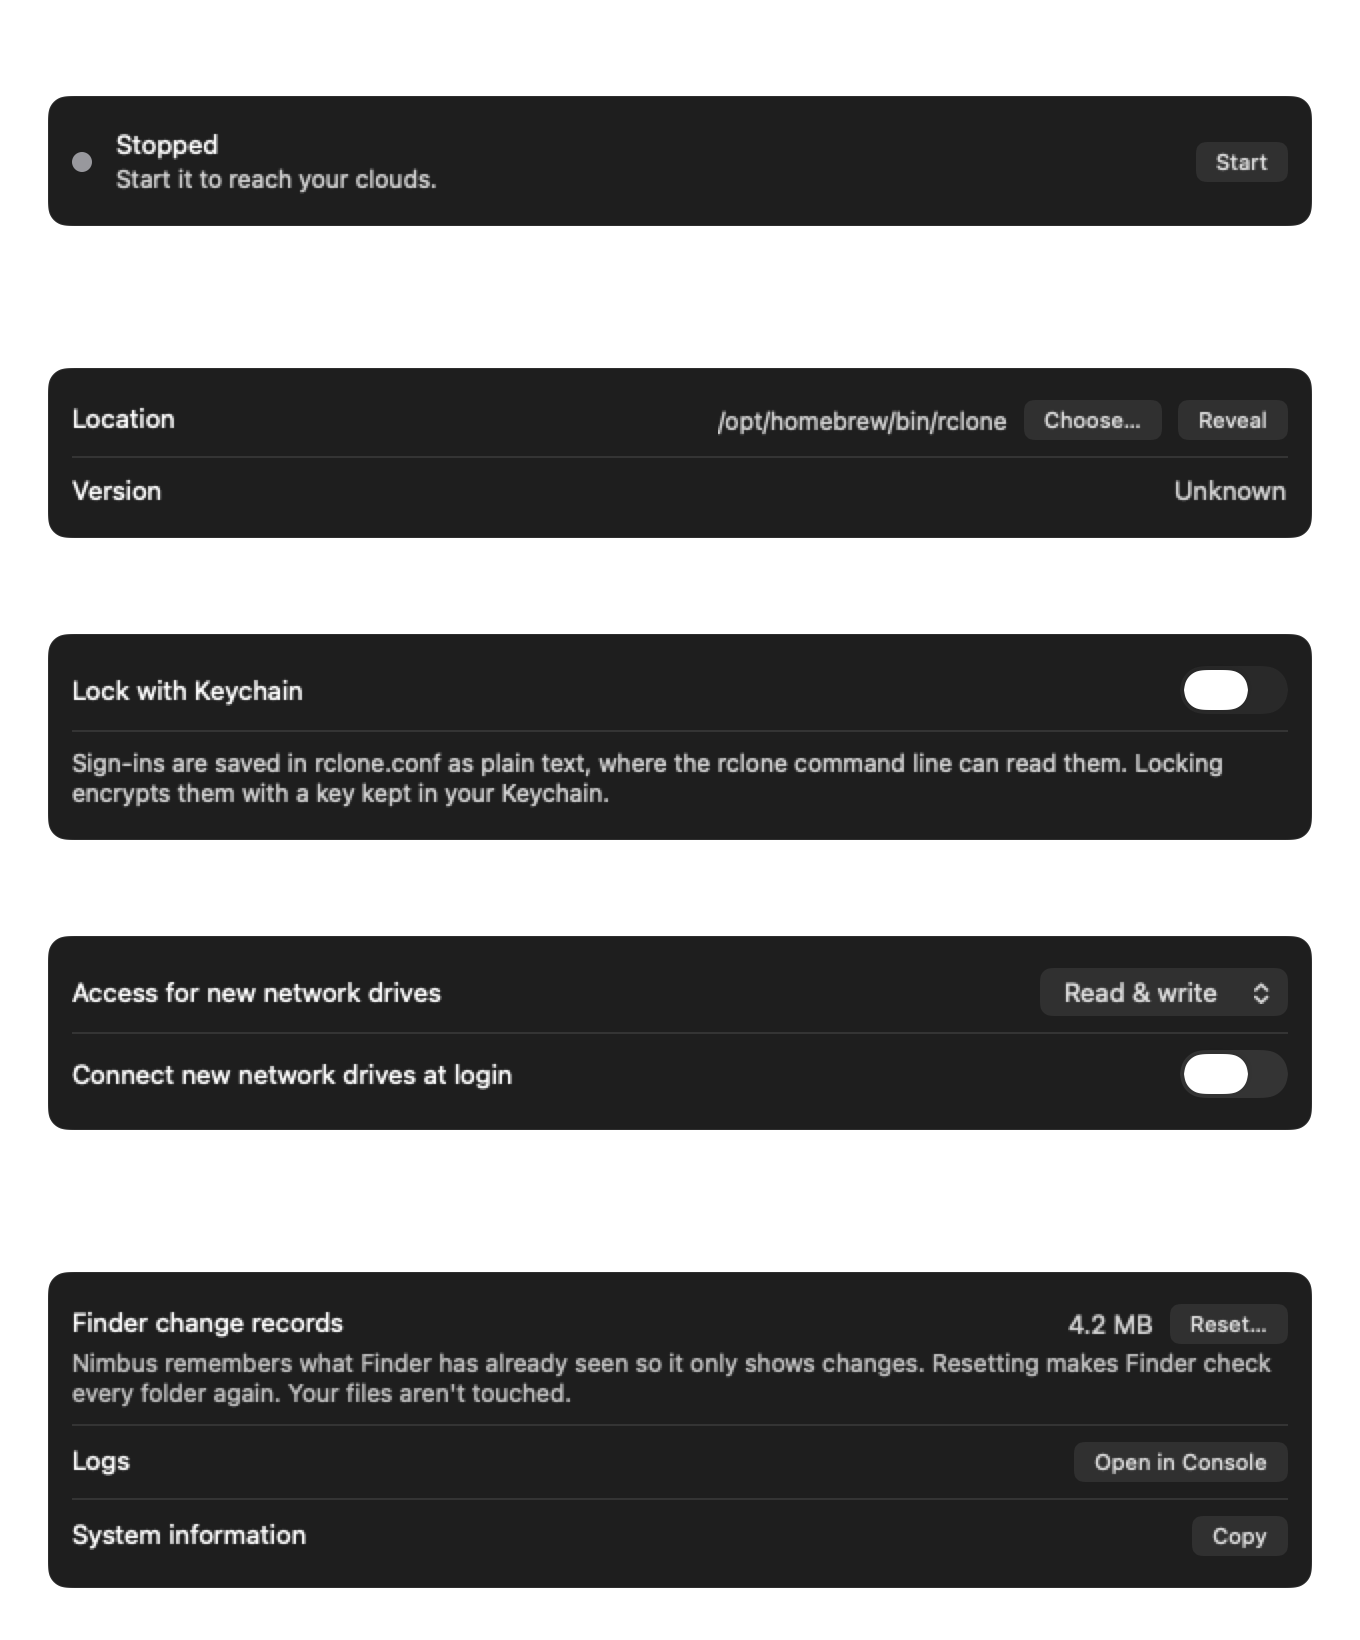 Stopped
Start it to reach your clouds.
Start
Location
/opt/homebrew/bin/rclone
Choose...
Reveal
Version
Unknown
Lock with Keychain
Sign-ins are saved in rclone.conf as plain text, where the rclone command line can read them. Locking
encrypts them with a key kept in your Keychain.
Access for new network drives
Read & write
Connect new network drives at login
Finder change records
4.2 MB
Reset...
Nimbus remembers what Finder has already seen so it only shows changes. Resetting makes Finder check
every folder again. Your files aren't touched.
Logs
Open in Console
System information
Copy